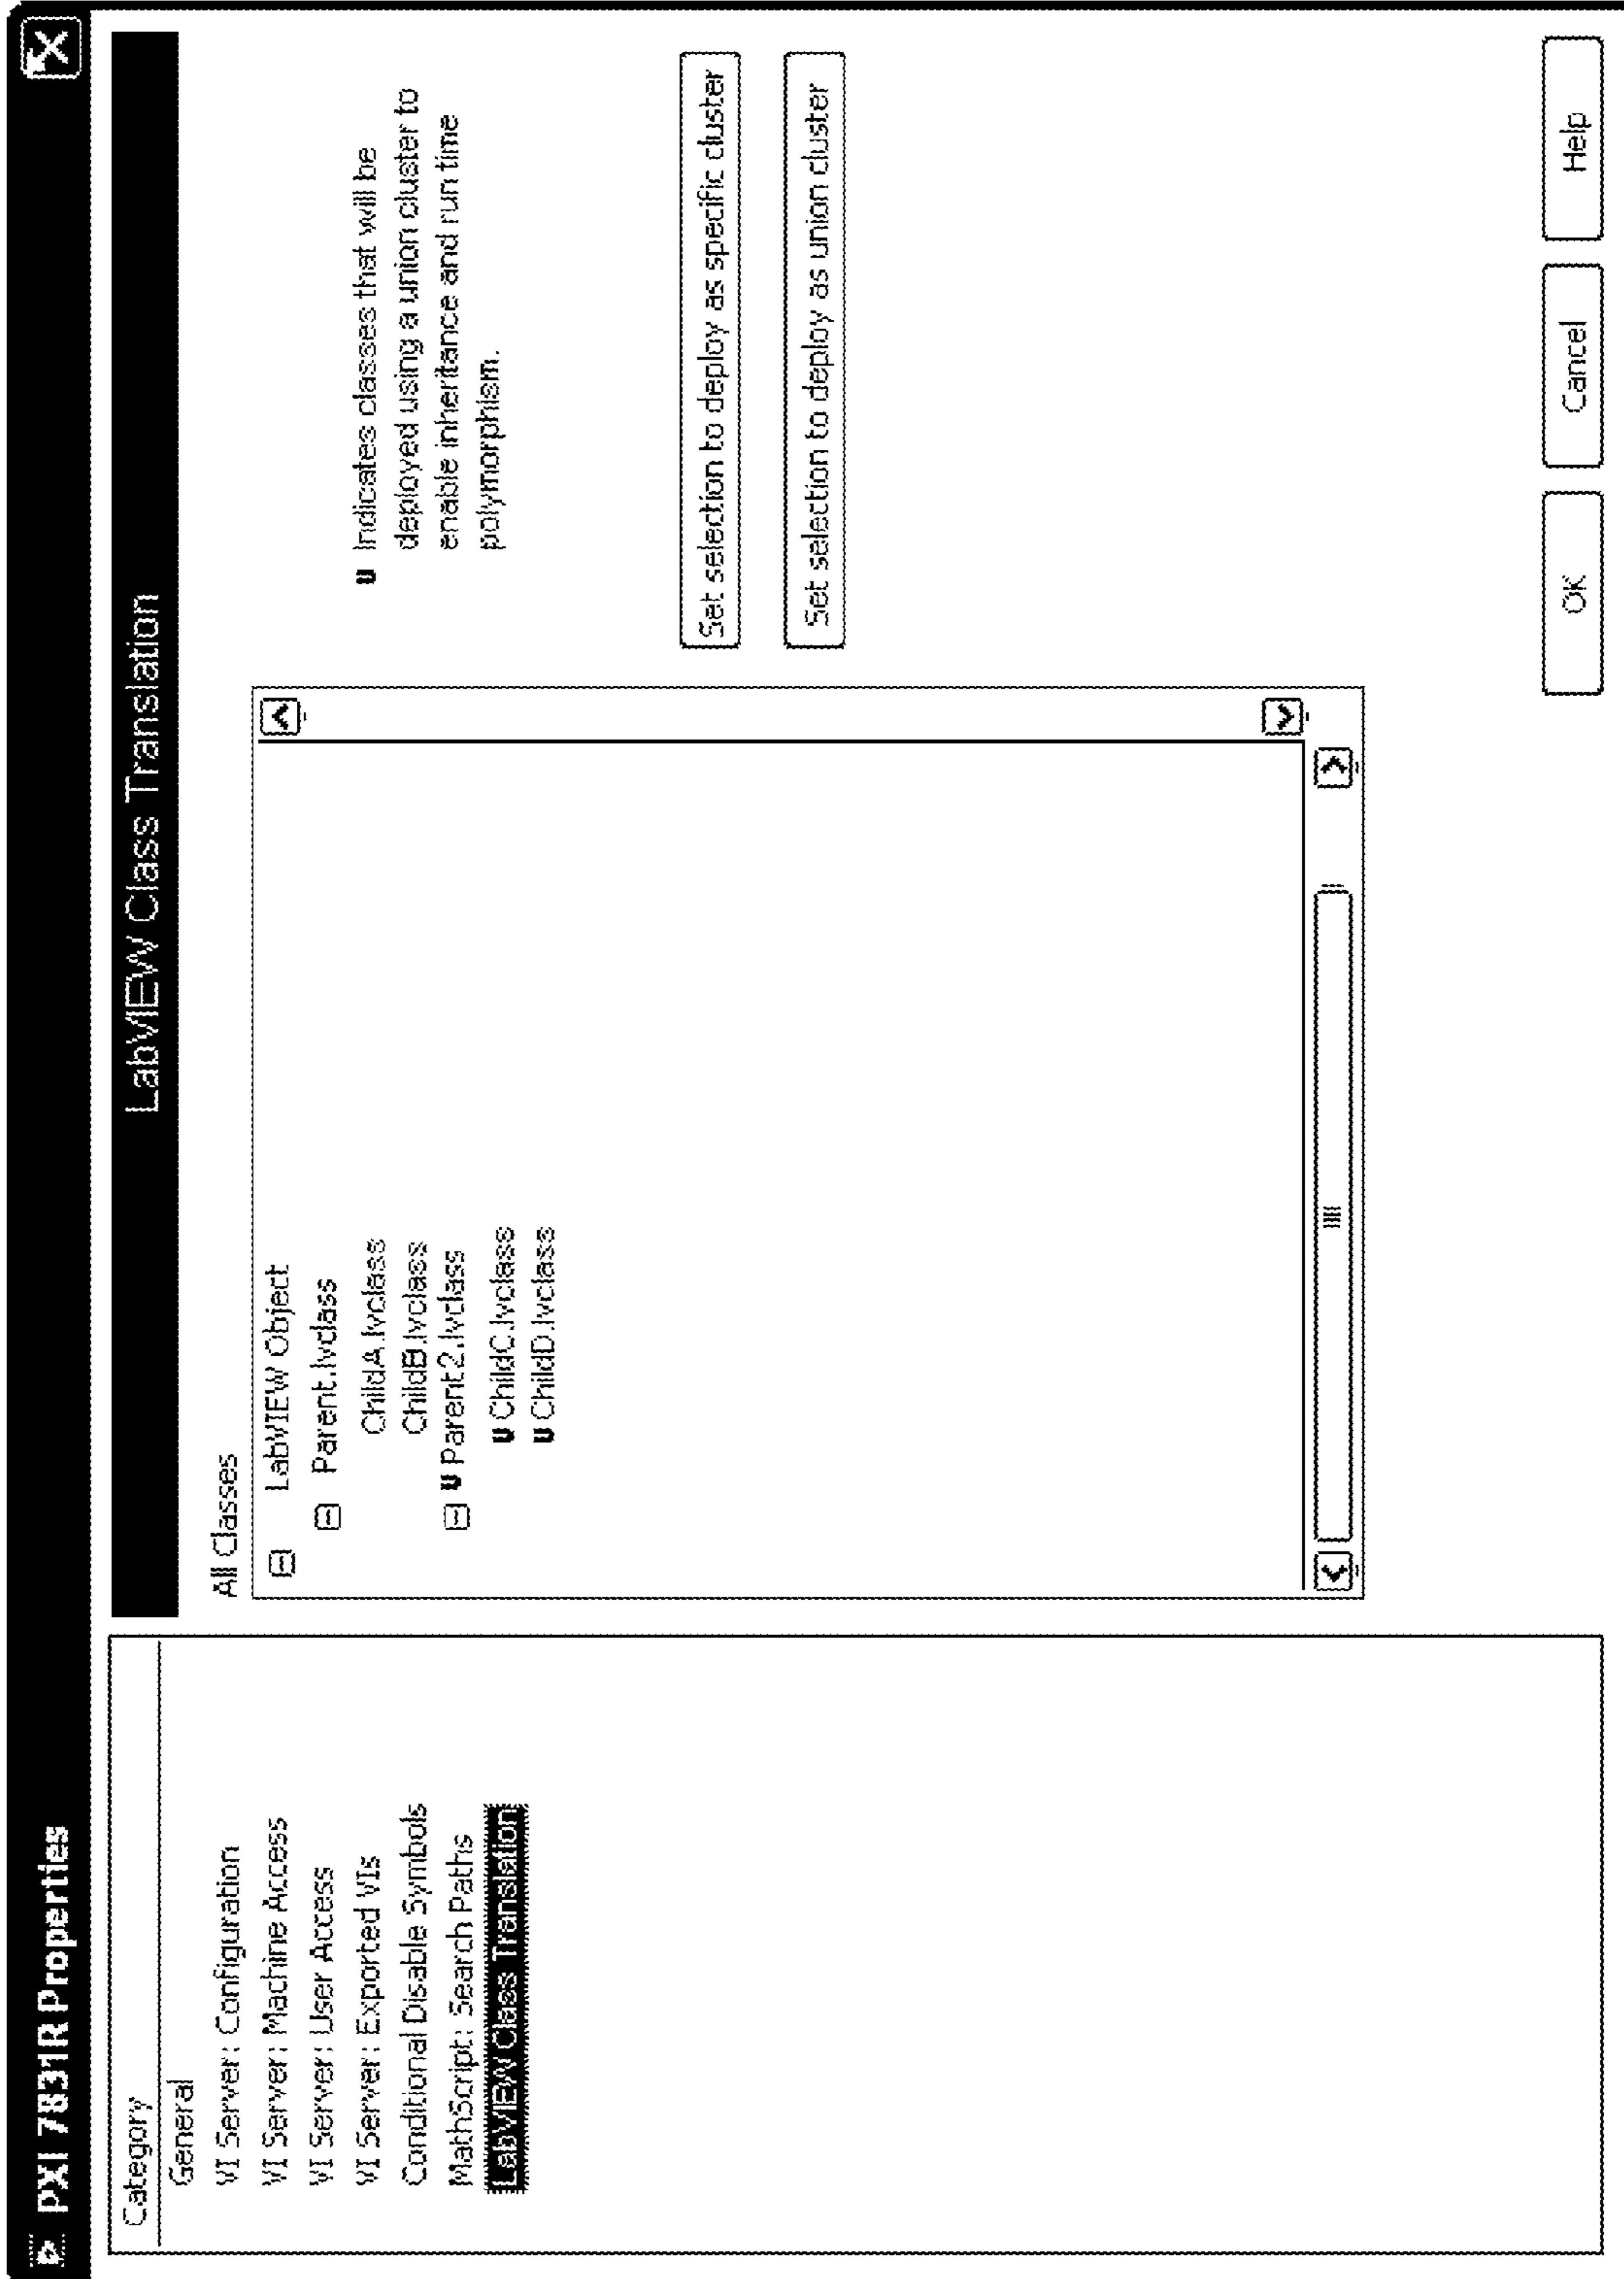 PXI 7831R Properties
Category
General
VI Server: Configuration
VI Server: Machine Access
VI Server: User Access
VI Server: Exported VIs
Conditional Disable Symbols
MathScript: Search Paths
LabVIEW Class Translation
LabVIEW Class Translation
All Classes
LabVIEW Object
Parent.lvclass
ChildA.lvclass
ChildB.lvclass
U Parent2.lvclass
U ChildC.lvclass
U ChildD.lvclass
U Indicates classes that will be
deployed using a union cluster to
enable inheritance and run time
polymorphism.
Set selection to deploy as specific cluster
Set selection to deploy as union cluster
OK
Cancel
Help